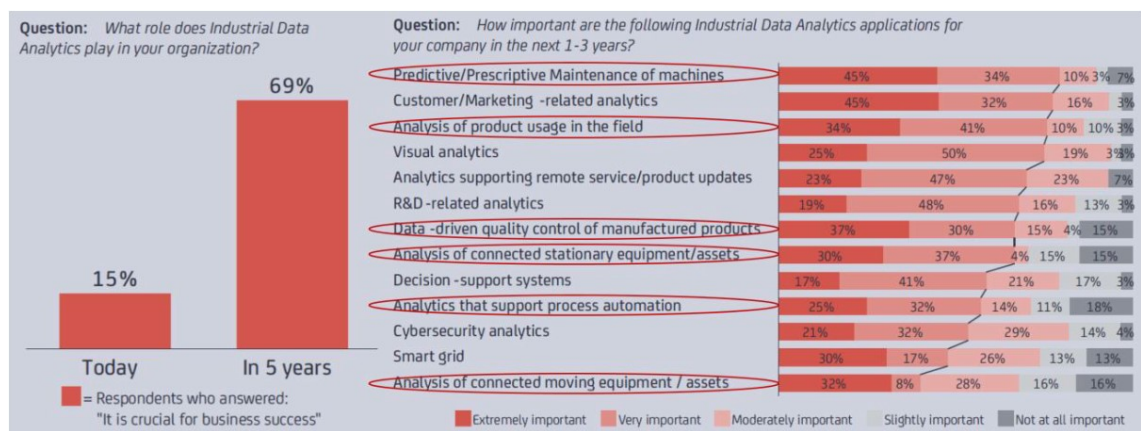 Question: What role does Industrial Data
Analytics play in your organization?
69%
15%
Today In 5 years
= Respondents who answered:
"It is crucial for business success"
Question: How important are the following Industrial Data Analytics applications for
your company in the next 1-3 years?
Predictive/Prescriptive Maintenance of machines 45% 34% 10% 3% 7%
Customer/Marketing -related analytics 45% 32% 16% 3%
Analysis of product usage in the field 34% 41% 10% 10% 3%
Visual analytics 25% 50% 19% 3% 3%
Analytics supporting remote service/product updates 23% 47% 23% 7%
R&D -related analytics 19% 48% 16% 13% 3%
Data -driven quality control of manufactured products 37% 30% 15% 4% 15%
Analysis of connected stationary equipment/assets 30% 37% 4% 15% 15%
Decision -support systems 17% 41% 21% 17% 3%
Analytics that support process automation 25% 32% 14% 11% 18%
Cybersecurity analytics 21% 32% 29% 14% 4%
Smart grid 30% 17% 26% 13% 13%
Analysis of connected moving equipment / assets 32% 8% 28% 16% 16%
Extremely important Very important Moderately important Slightly important Not at all important